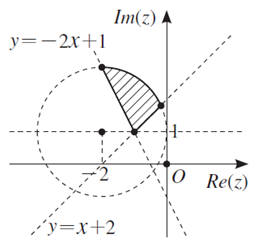 Im(z)
y=−2x+1
1
−2
O
Re(z)
y=x+2